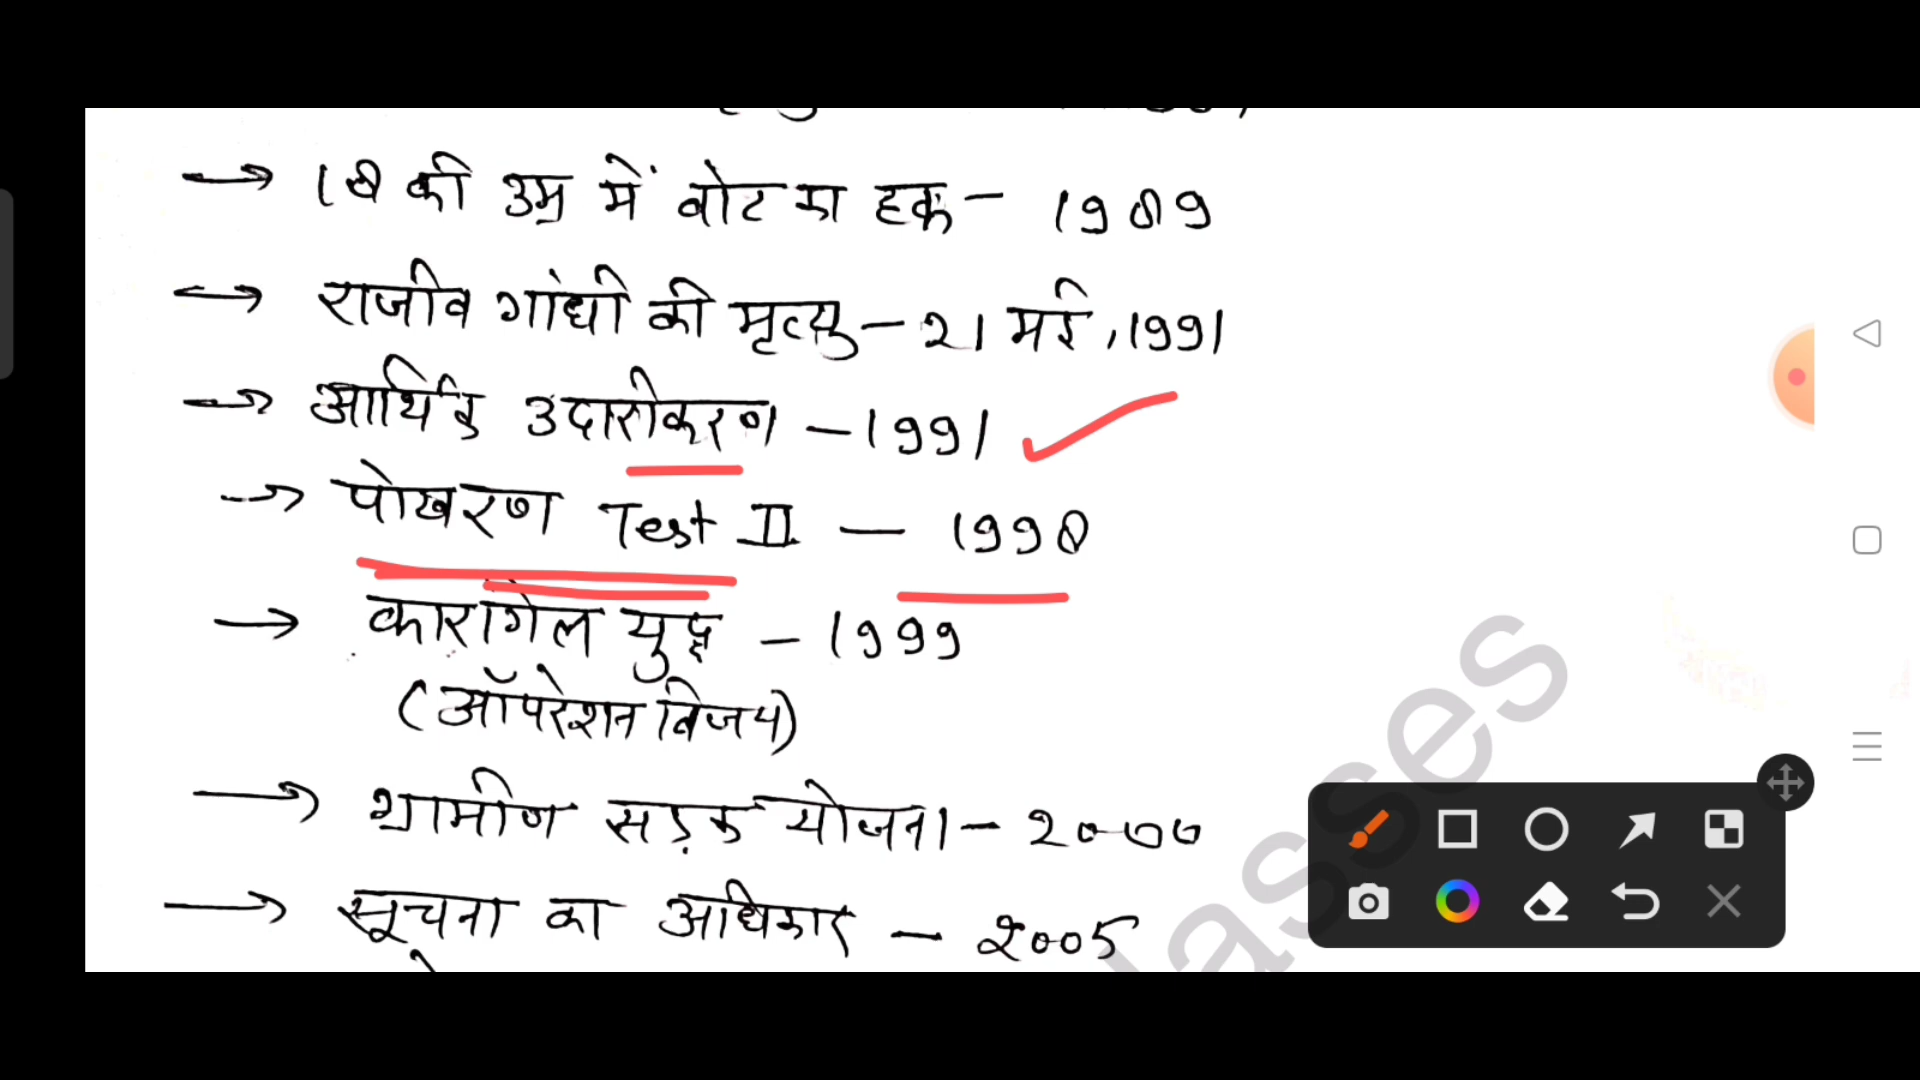 → 18 की उम्र में वोट का हक - 1989
→ राजीव गांधी की मृत्यु - 21 मई, 1991
→ आर्थिक उदारीकरण - 1991
→ पोखरण Test II - 1998
→ कारगिल युद्ध - 1999
(ऑपरेशन विजय)
→ ग्रामीण सड़क योजना - 2000
→ सूचना का अधिकार - 2005
asses